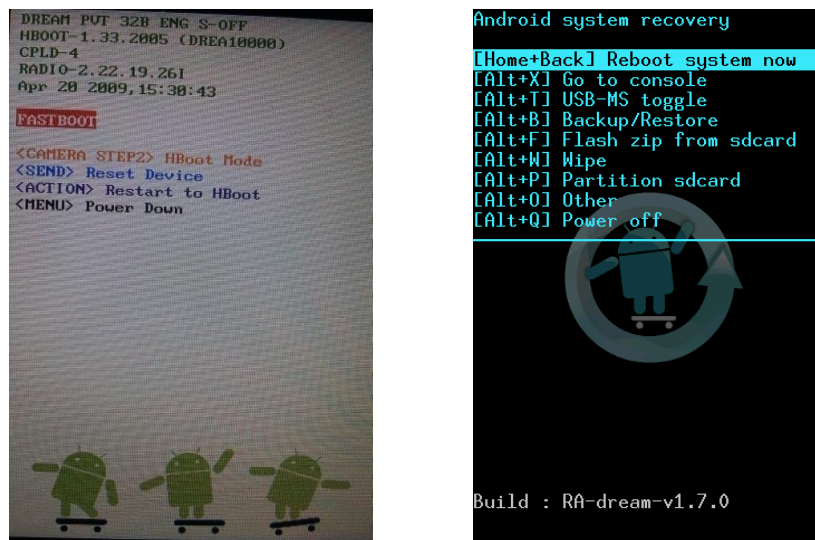 DREAM PVT 32B ENG S-OFF
HBOOT-1.33.2005 (DREA10000)
CPLD-4
RADIO-2.22.19.26I
Apr 20 2009,15:30:43
FASTBOOT
<CAMERA STEP2> HBoot Mode
<SEND> Reset Device
<ACTION> Restart to HBoot
<MENU> Power Down
Android system recovery
[Home+Back] Reboot system now
[Alt+X] Go to console
[Alt+T] USB-MS toggle
[Alt+B] Backup/Restore
[Alt+F] Flash zip from sdcard
[Alt+W] Wipe
[Alt+P] Partition sdcard
[Alt+O] Other
[Alt+Q] Power off
Build : RA-dream-v1.7.0